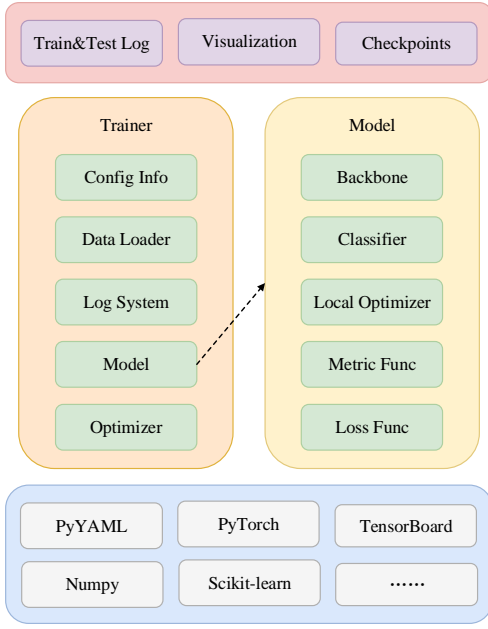 Train&Test Log
Visualization
Checkpoints
Trainer
Config Info
Data Loader
Log System
Model
Optimizer
Model
Backbone
Classifier
Local Optimizer
Metric Func
Loss Func
PyYAML
PyTorch
TensorBoard
Numpy
Scikit-learn
······